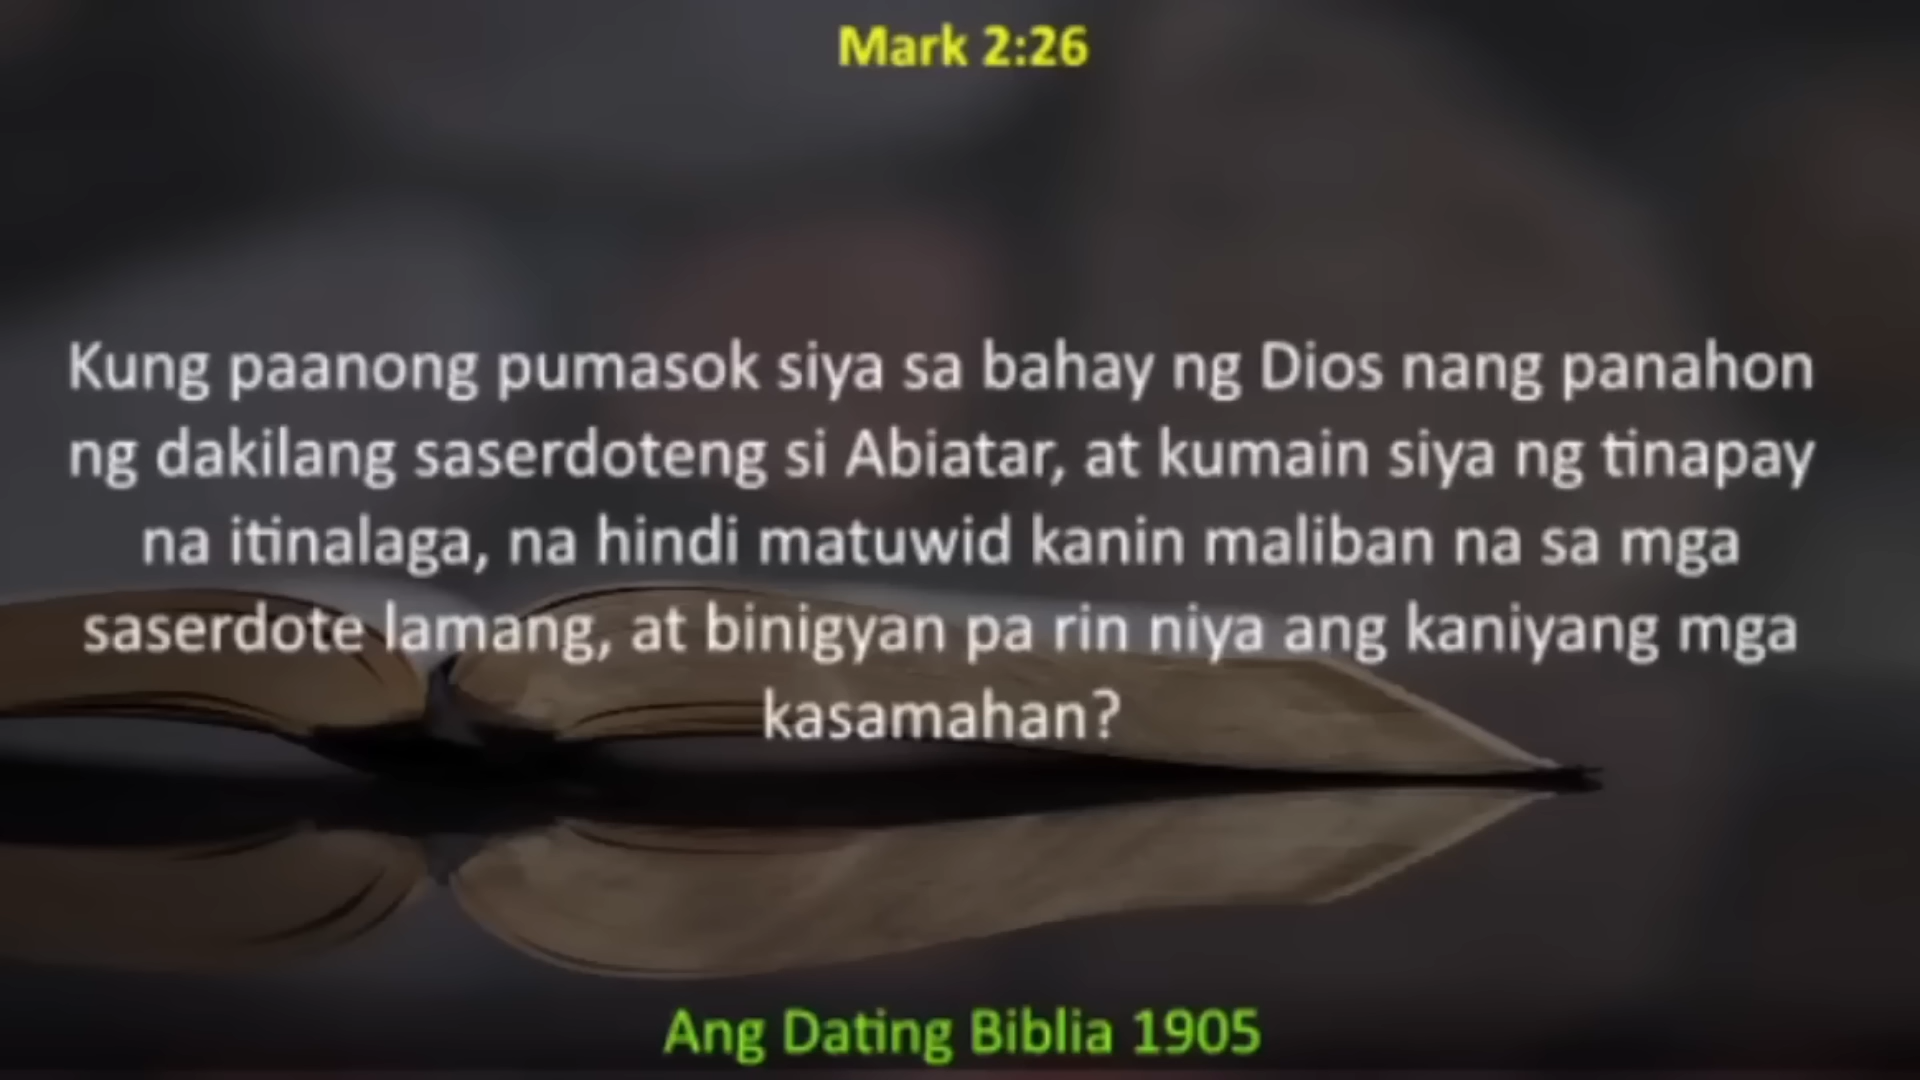 Mark 2:26
Kung paanong pumasok siya sa bahay ng Dios nang panahon
ng dakilang saserdoteng si Abiatar, at kumain siya ng tinapay
na itinalaga, na hindi matuwid kanin maliban na sa mga
saserdote lamang, at binigyan pa rin niya ang kaniyang mga
kasamahan?
Ang Dating Biblia 1905